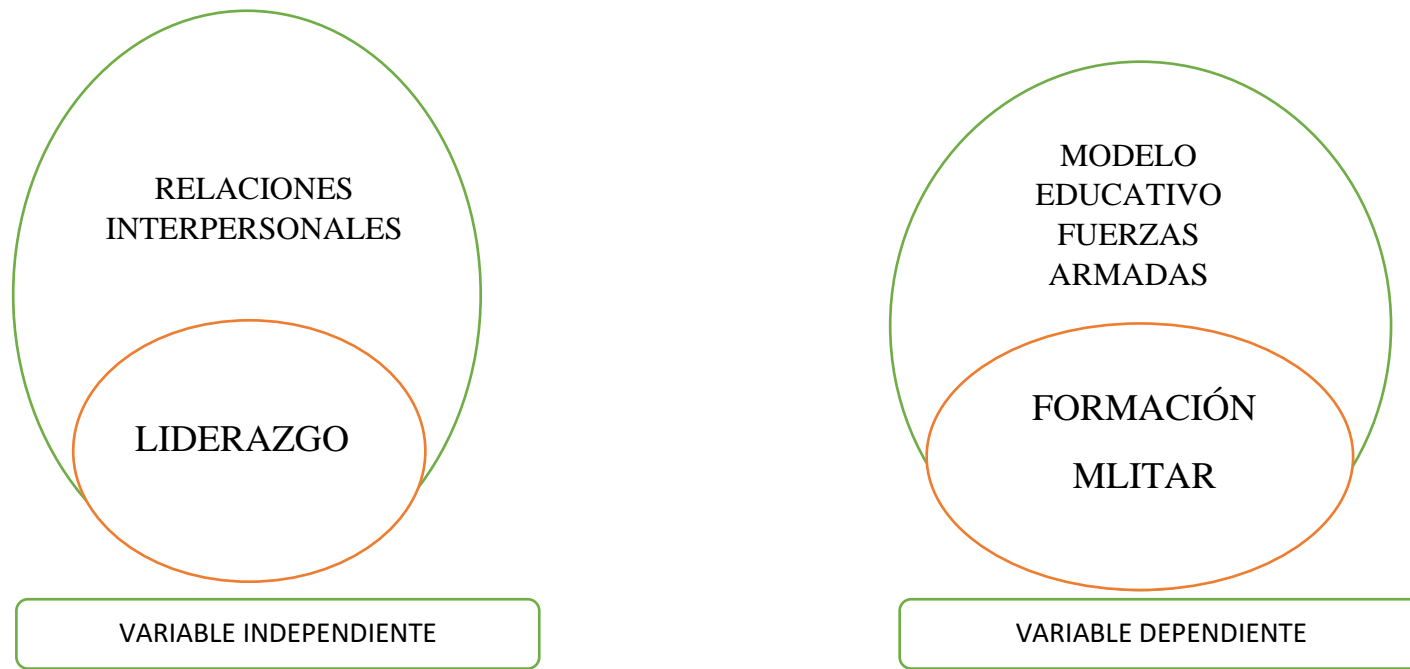 RELACIONES
INTERPERSONALES
LIDERAZGO
VARIABLE INDEPENDIENTE
MODELO
EDUCATIVO
FUERZAS
ARMADAS
FORMACIÓN
MLITAR
VARIABLE DEPENDIENTE